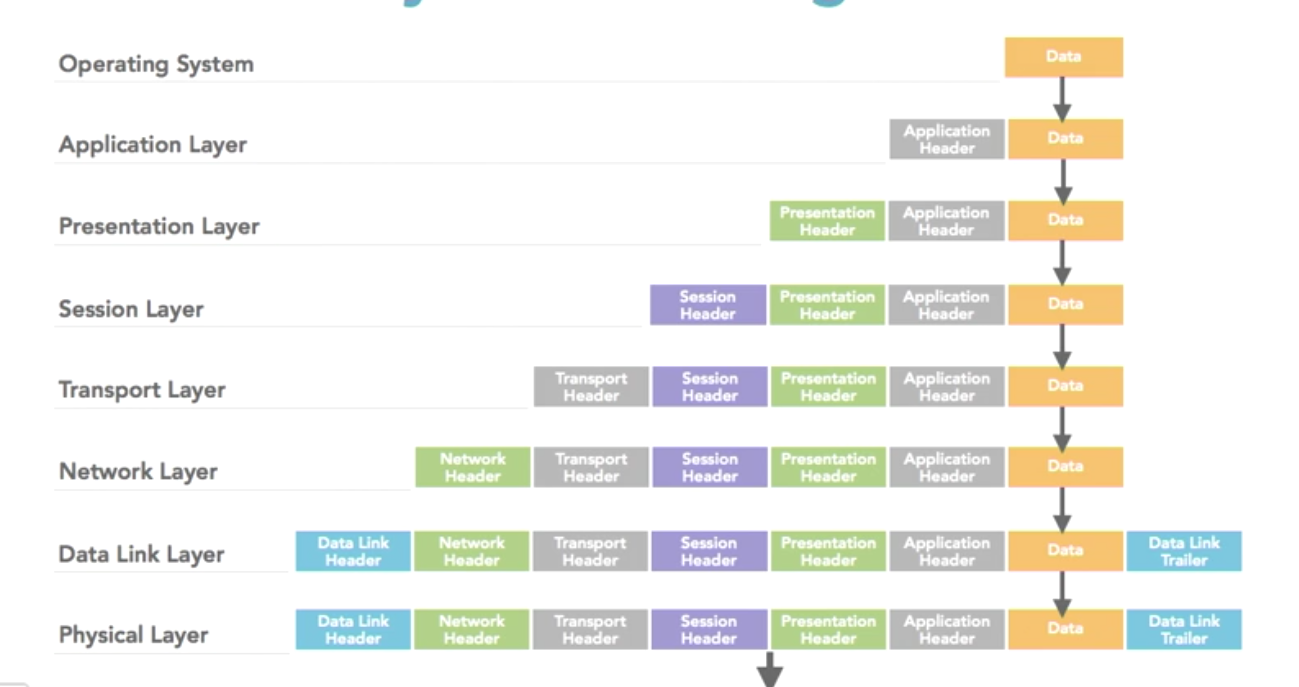 Operating System
Data
Application Layer
Application Header
Data
Presentation Layer
Presentation Header
Application Header
Data
Session Layer
Session Header
Presentation Header
Application Header
Data
Transport Layer
Transport Header
Session Header
Presentation Header
Application Header
Data
Network Layer
Network Header
Transport Header
Session Header
Presentation Header
Application Header
Data
Data Link Layer
Data Link Header
Network Header
Transport Header
Session Header
Presentation Header
Application Header
Data
Data Link Trailer
Physical Layer
Data Link Header
Network Header
Transport Header
Session Header
Presentation Header
Application Header
Data
Data Link Trailer